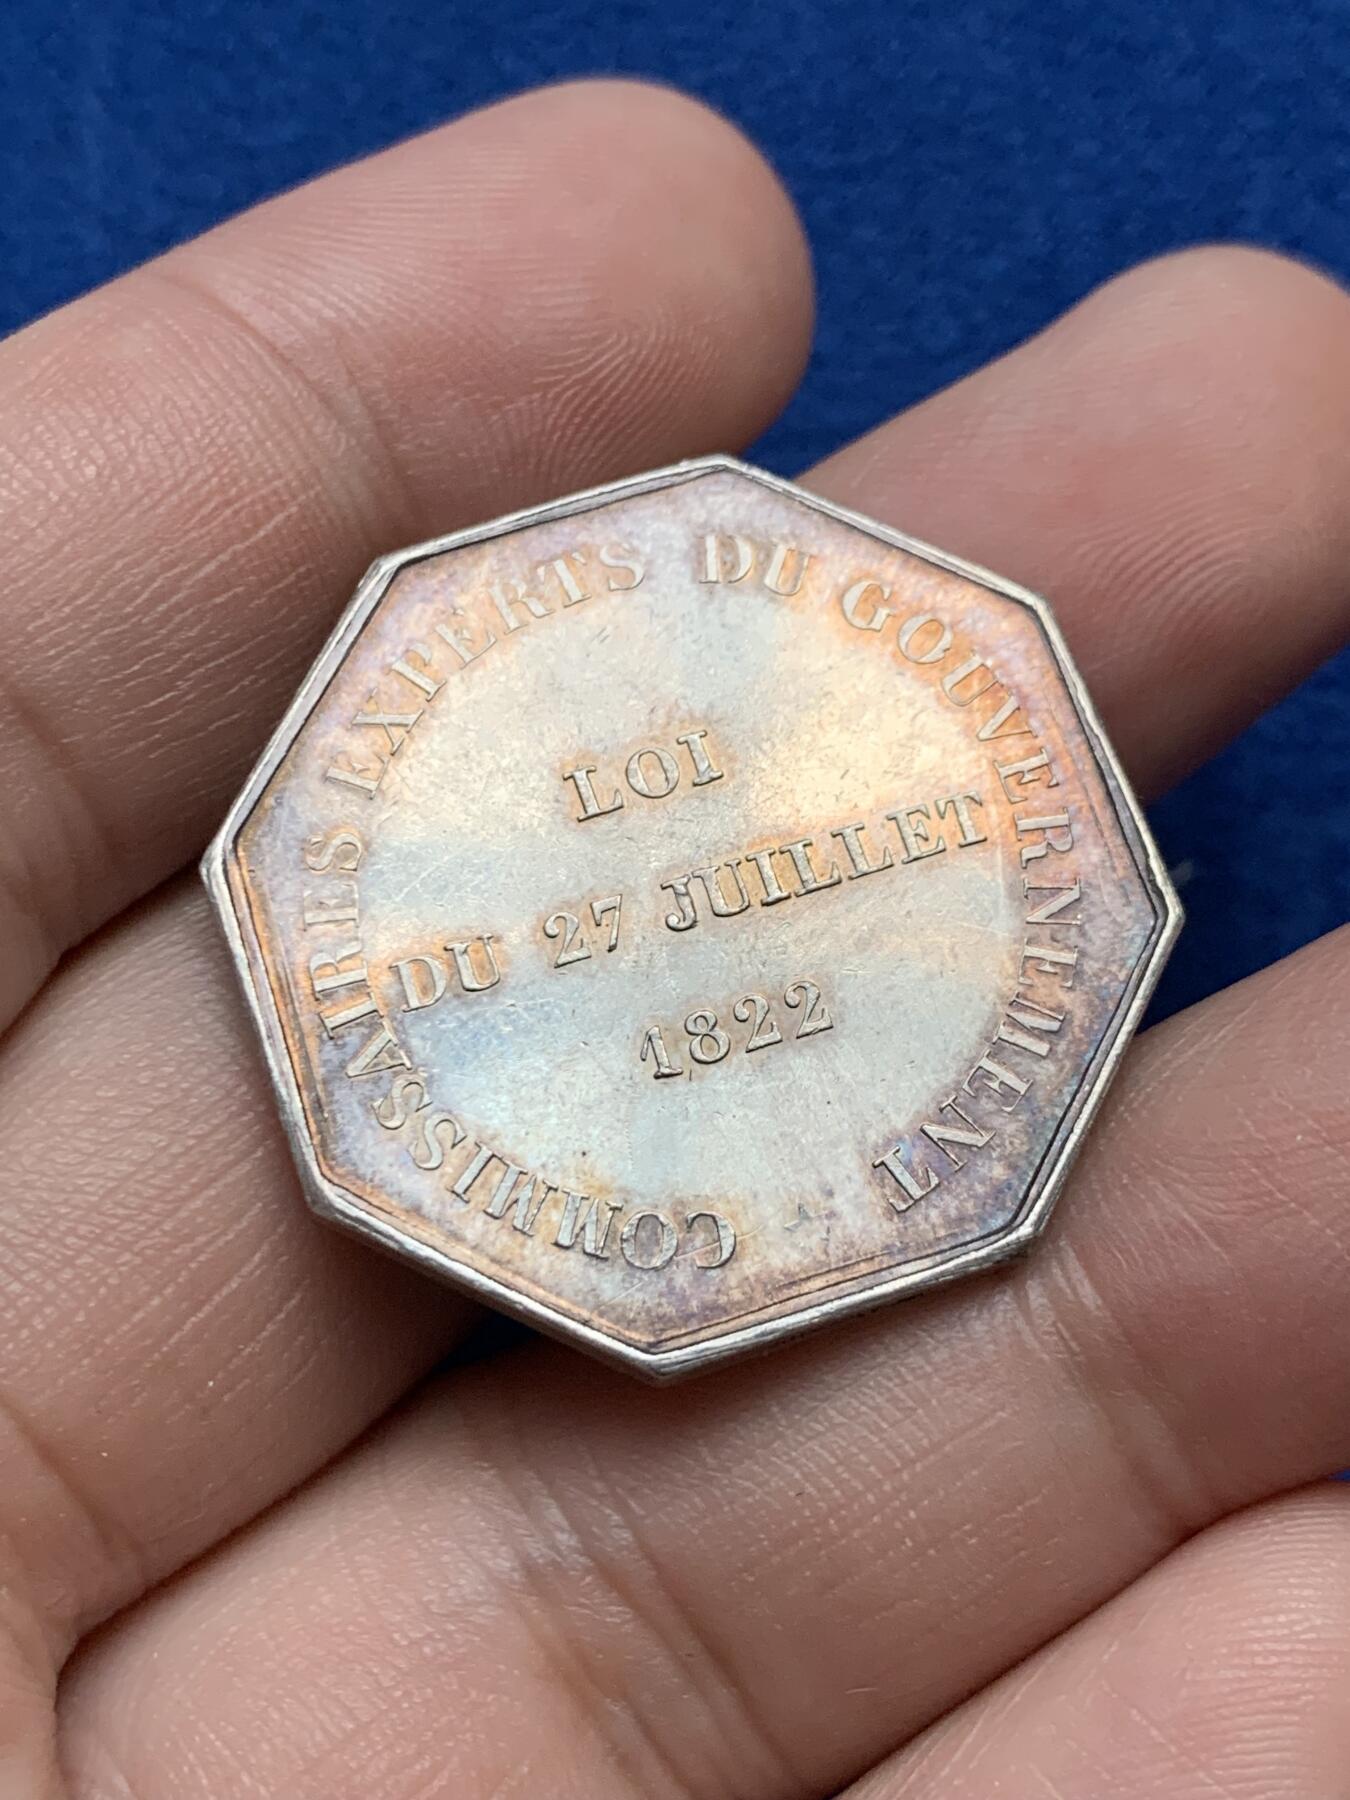 COMMISSAIRES EXPERTS DU GOUVERNEMENT
LOI
DU 27 JUILLET
1822